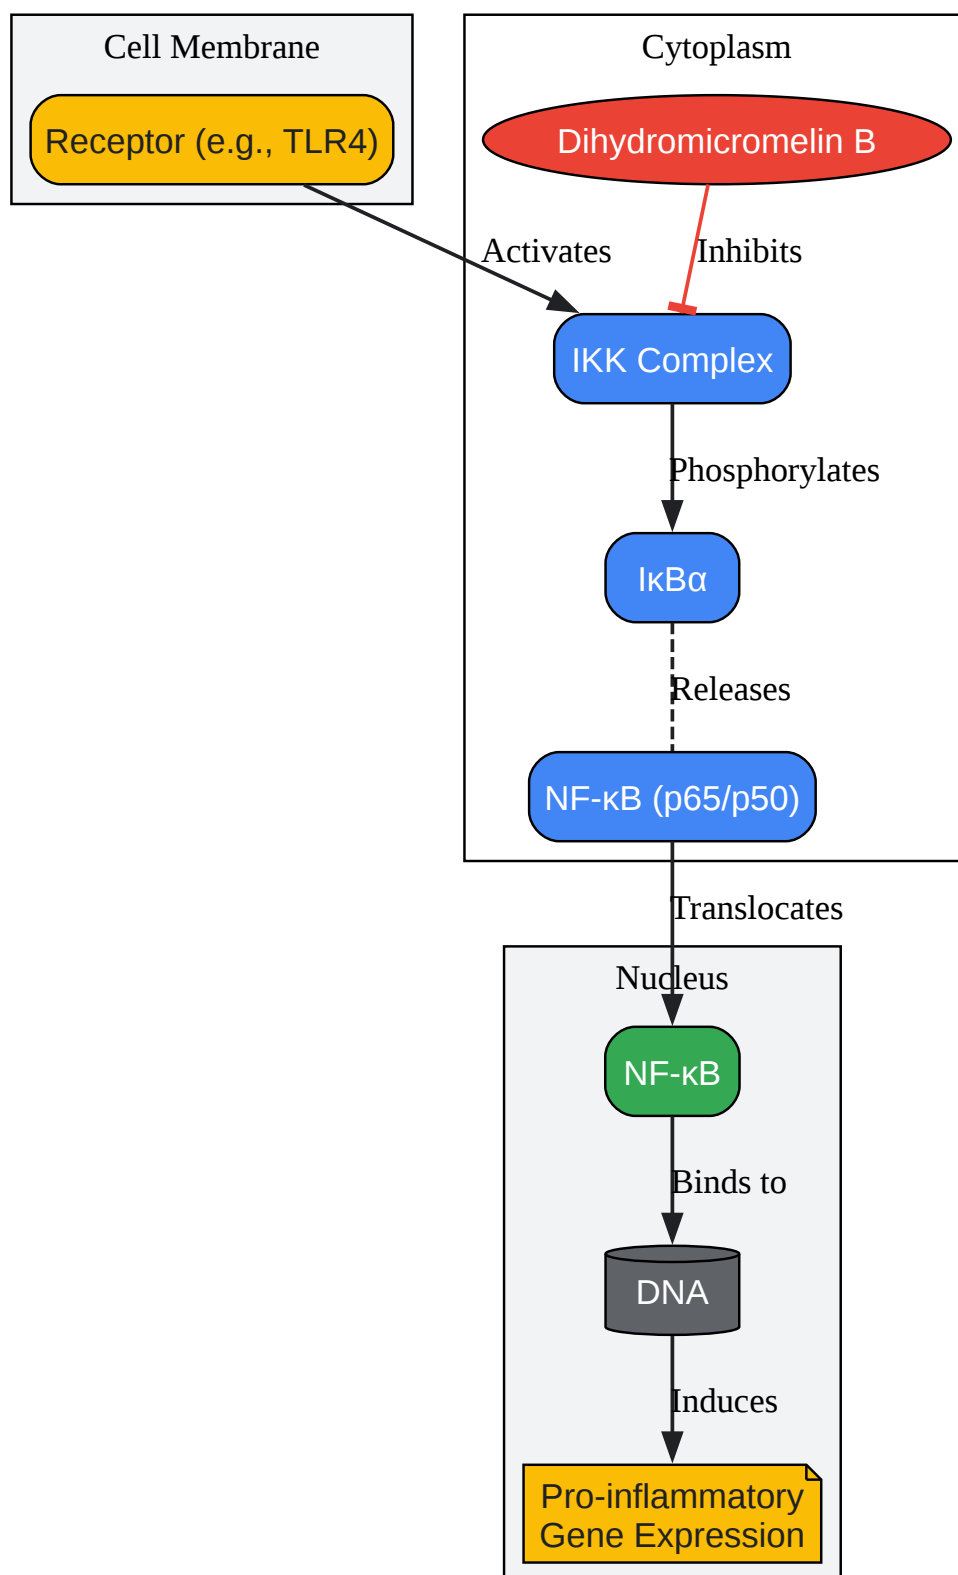 Cell Membrane
Cytoplasm
Receptor (e.g., TLR4)
Dihydromicromelin B
Activates
Inhibits
IKK Complex
Phosphorylates
IκBα
Releases
NF-κB (p65/p50)
Translocates
Nucleus
NF-κB
Binds to
DNA
Induces
Pro-inflammatory
Gene Expression